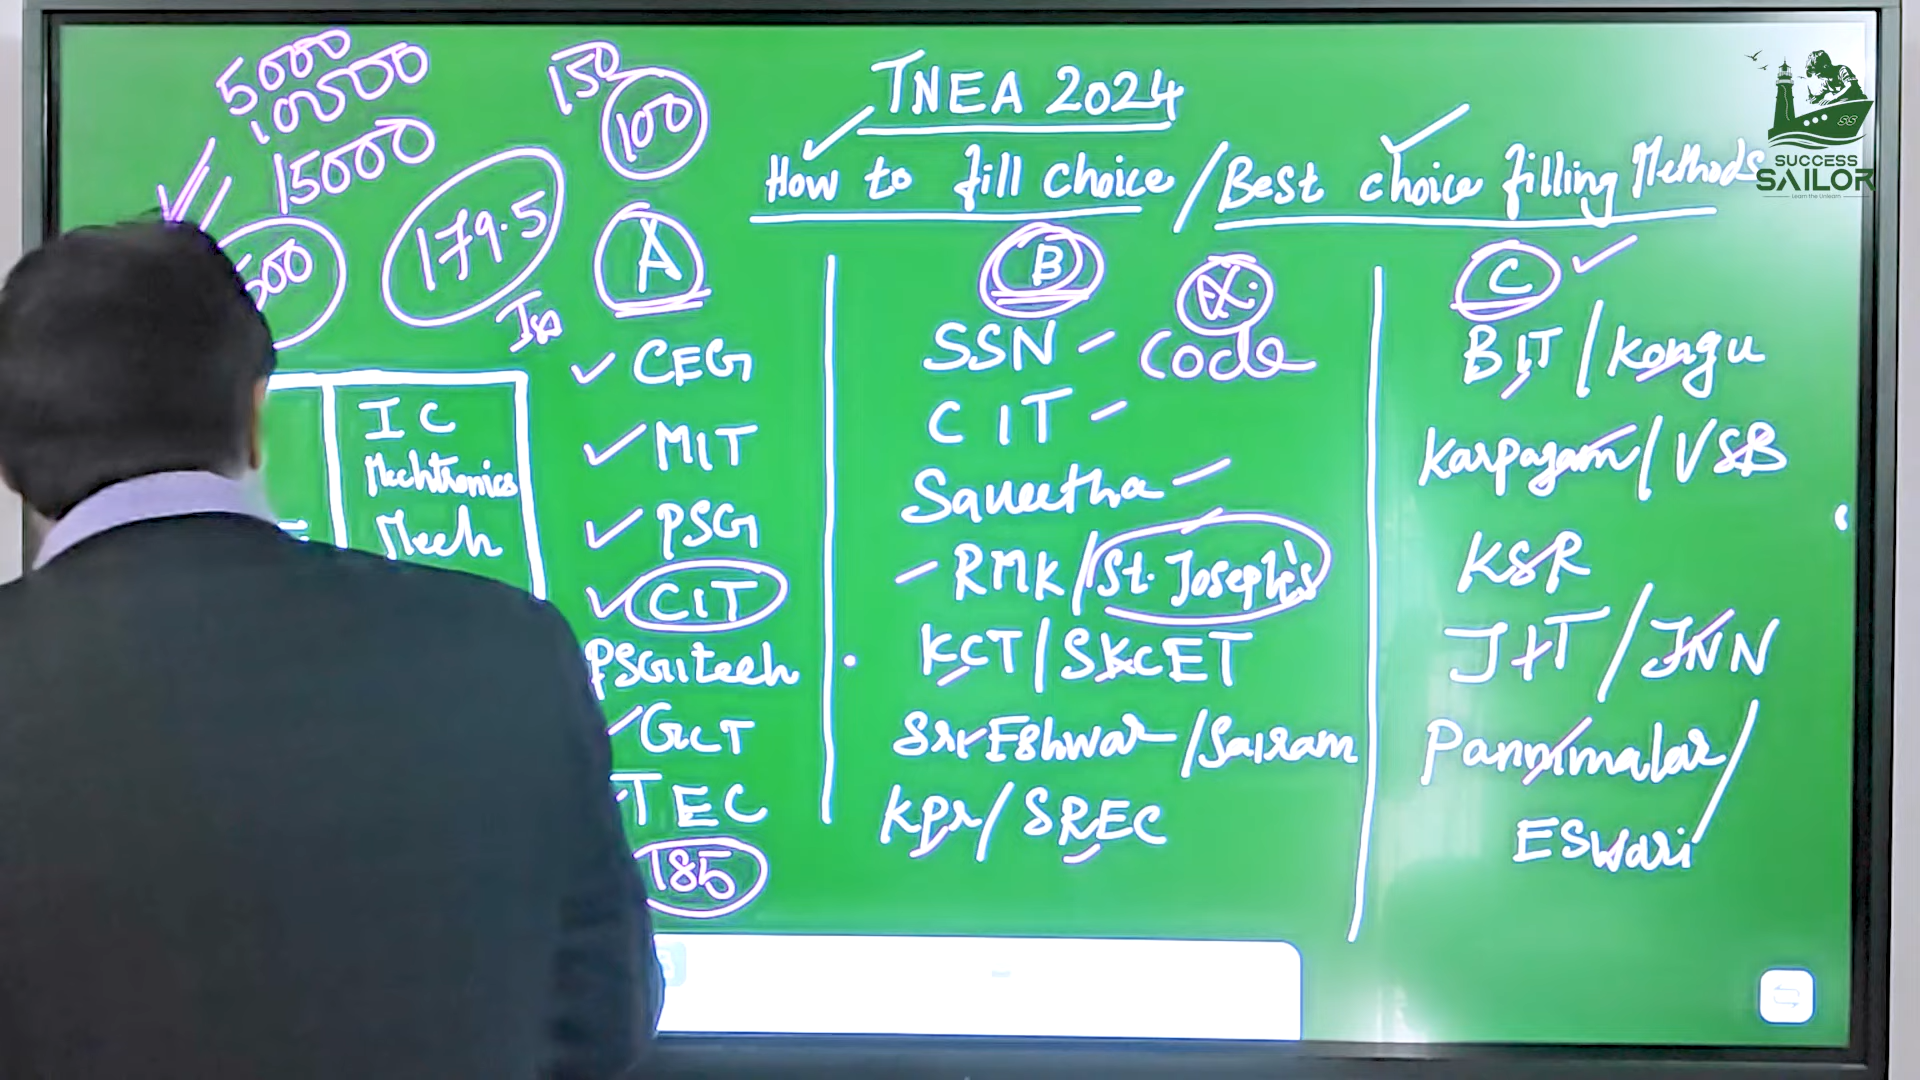 5000
10500
15000
150
100
179.5
TNEA 2024
How to fill choice / Best choice filling Methods
SUCCESS
SAILOR
A
CEG
MIT
PSG
CIT
PSGiTech
GCT
TEC
185
IC
Mechtronics
Mech
B
Code
SSN
CIT
Saveetha
RMK / St. Joseph's
KCT / SKCET
Sri Eshwar / Sairam
KPR / SREC
C
BIT / Kongu
Karpagam / VSB
KSR
JIT / JNN
Pannimalar /
ESWari